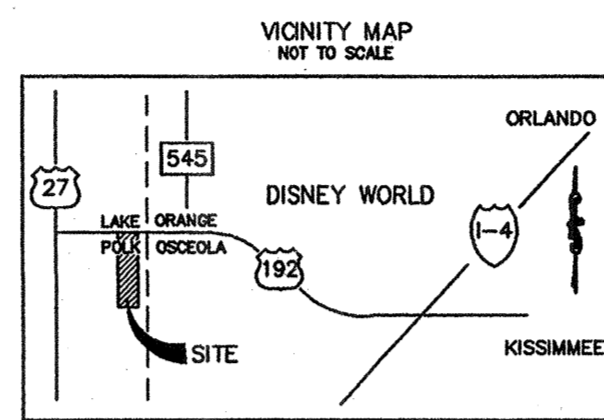 VICINITY MAP
NOT TO SCALE
ORLANDO
545
27
DISNEY WORLD
LAKE ORANGE
I-4
POLK OSCEOLA
192
SITE
KISSIMMEE